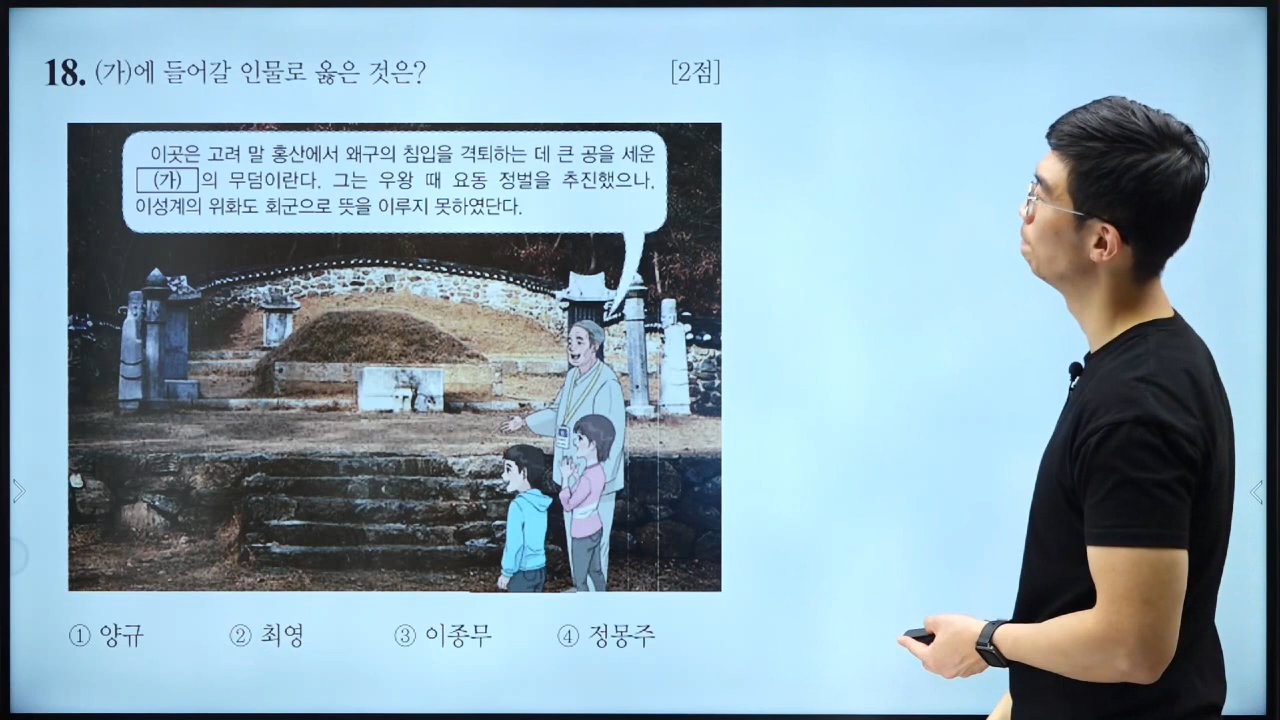 18. (가)에 들어갈 인물로 옳은 것은? [2점]
이곳은 고려 말 홍산에서 왜구의 침입을 격퇴하는 데 큰 공을 세운
(가) 의 무덤이란다. 그는 우왕 때 요동 정벌을 추진했으나,
이성계의 위화도 회군으로 뜻을 이루지 못하였단다.
① 양규 ② 최영 ③ 이종무 ④ 정몽주